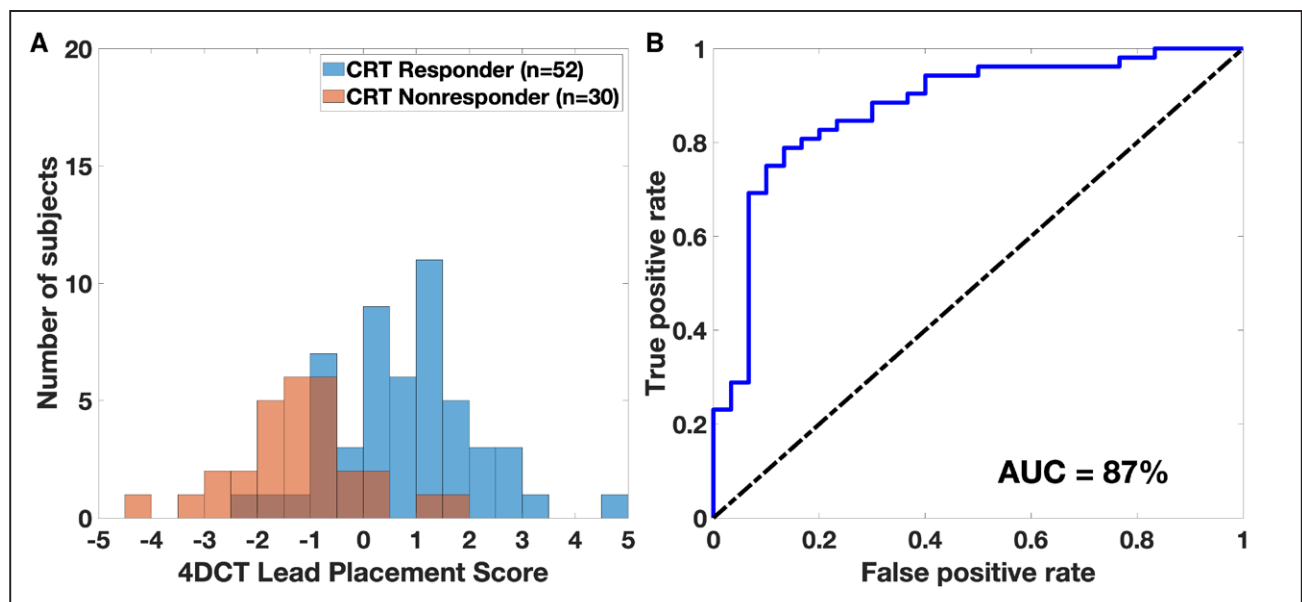 A
20
15
10
5
0
Number of subjects
CRT Responder (n=52)
CRT Nonresponder (n=30)
-5 -4 -3 -2 -1 0 1 2 3 4 5
4DCT Lead Placement Score
B
1
0.8
0.6
0.4
0.2
0
True positive rate
AUC = 87%
0 0.2 0.4 0.6 0.8 1
False positive rate